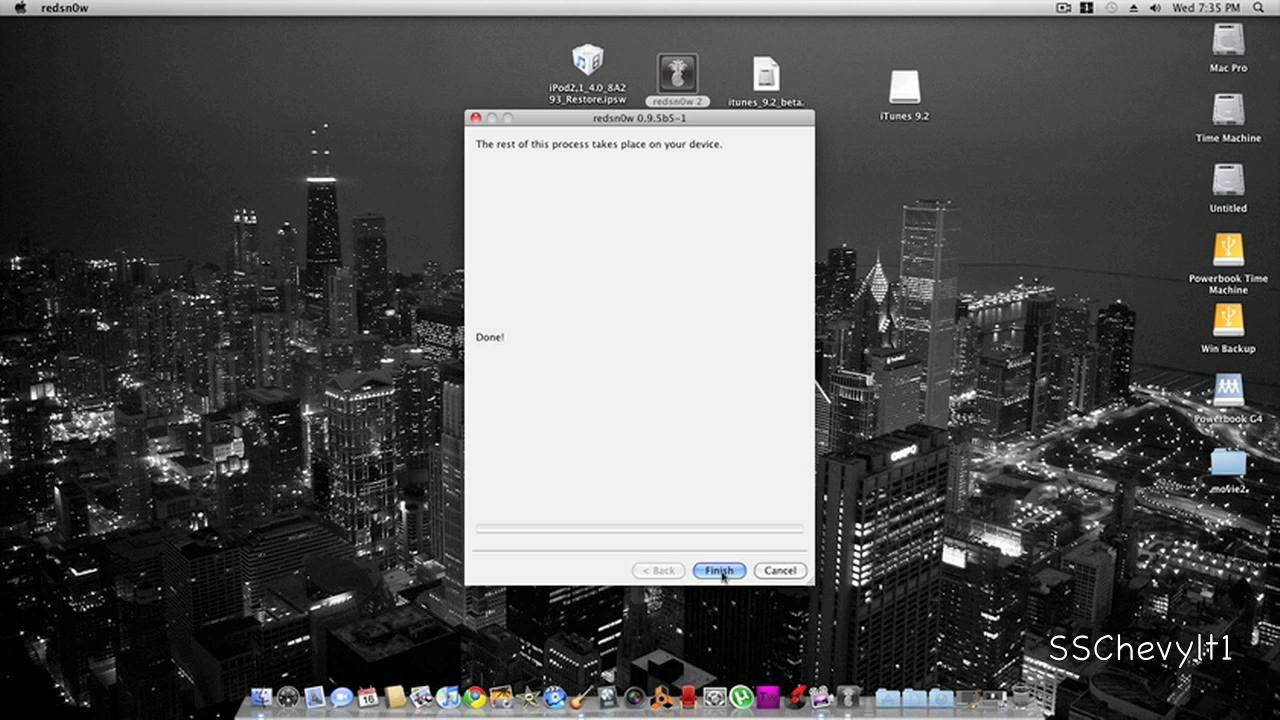 redsn0w
Wed 7:35 PM
iPod2,1_4.0_8A2
93_Restore.ipsw
redsn0w 2
itunes_9.2_beta.
iTunes 9.2
Mac Pro
Time Machine
Untitled
Powerbook Time
Machine
Win Backup
Powerbook G4
.movie2.
redsn0w 0.9.5b5-1
The rest of this process takes place on your device.
Done!
< Back
Finish
Cancel
SSChevylt1